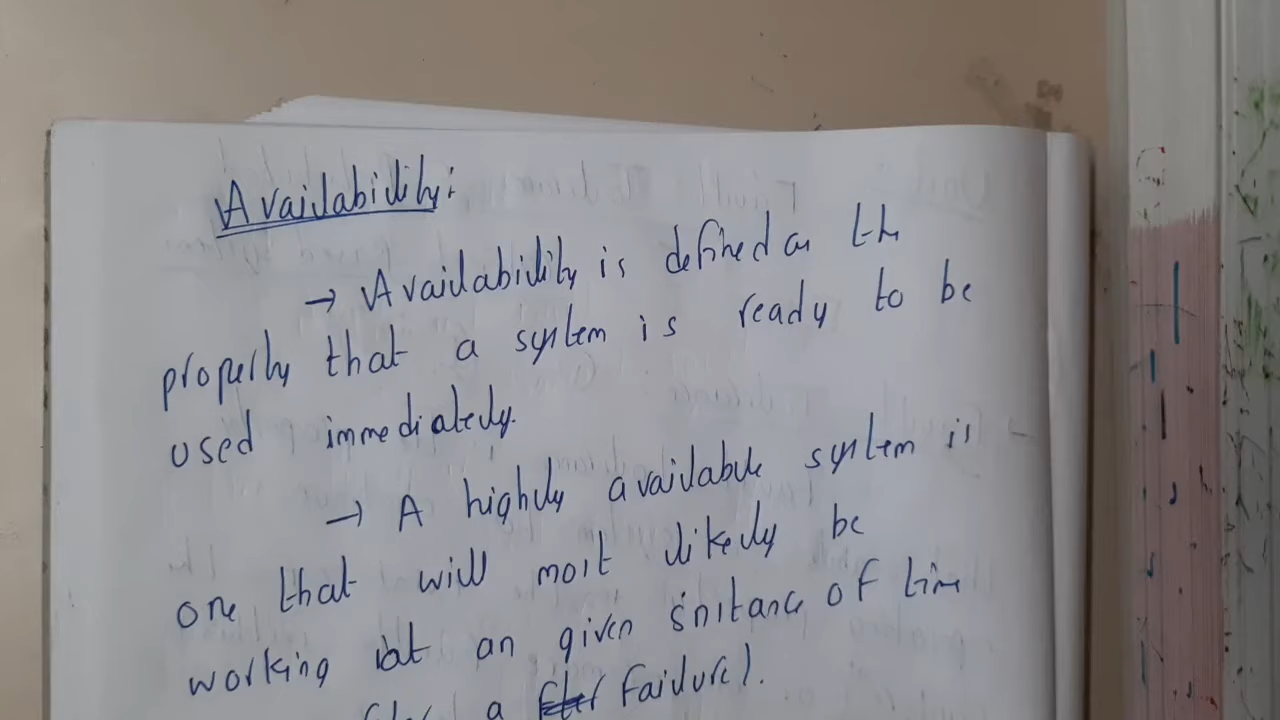 Availability:
→ Availability is defined as the
property that a system is ready to be
used immediately.
→ A highly available system is
one that will most likely be
working at an given instance of time
a failure).